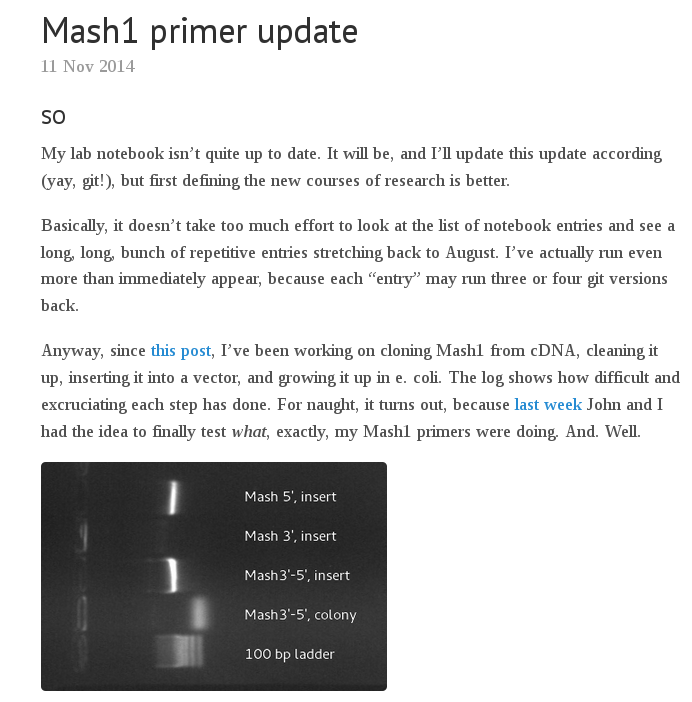 Mash1 primer update
11 Nov 2014
so
My lab notebook isn’t quite up to date. It will be, and I’ll update this update according
(yay, git!), but first defining the new courses of research is better.
Basically, it doesn’t take too much effort to look at the list of notebook entries and see a
long, long, bunch of repetitive entries stretching back to August. I’ve actually run even
more than immediately appear, because each “entry” may run three or four git versions
back.
Anyway, since this post, I’ve been working on cloning Mash1 from cDNA, cleaning it
up, inserting it into a vector, and growing it up in e. coli. The log shows how difficult and
excruciating each step has done. For naught, it turns out, because last week John and I
had the idea to finally test what, exactly, my Mash1 primers were doing. And. Well.
Mash 5', insert
Mash 3', insert
Mash3'-5', insert
Mash3'-5', colony
100 bp ladder